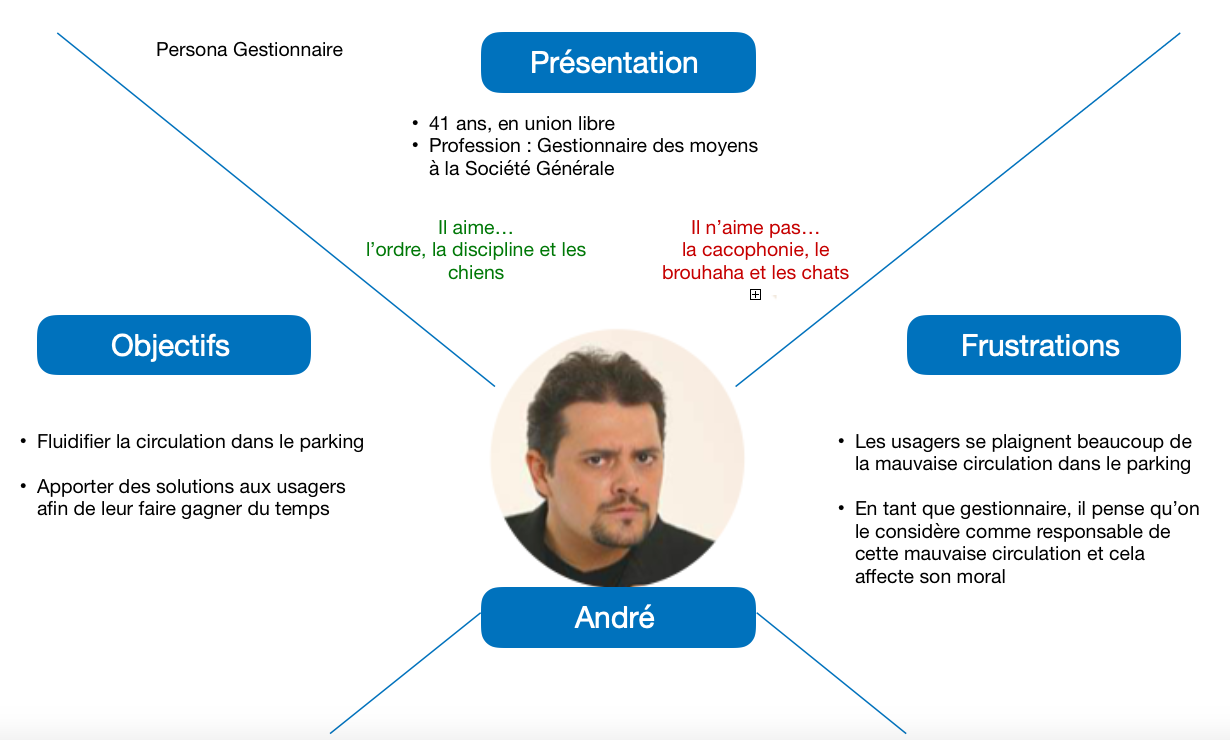 Persona Gestionnaire
Présentation
• 41 ans, en union libre
• Profession : Gestionnaire des moyens
à la Société Générale
Il aime…
l’ordre, la discipline et les
chiens
Il n’aime pas…
la cacophonie, le
brouhaha et les chats
Objectifs
• Fluidifier la circulation dans le parking
• Apporter des solutions aux usagers
afin de leur faire gagner du temps
Frustrations
• Les usagers se plaignent beaucoup de
la mauvaise circulation dans le parking
• En tant que gestionnaire, il pense qu’on
le considère comme responsable de
cette mauvaise circulation et cela
affecte son moral
André